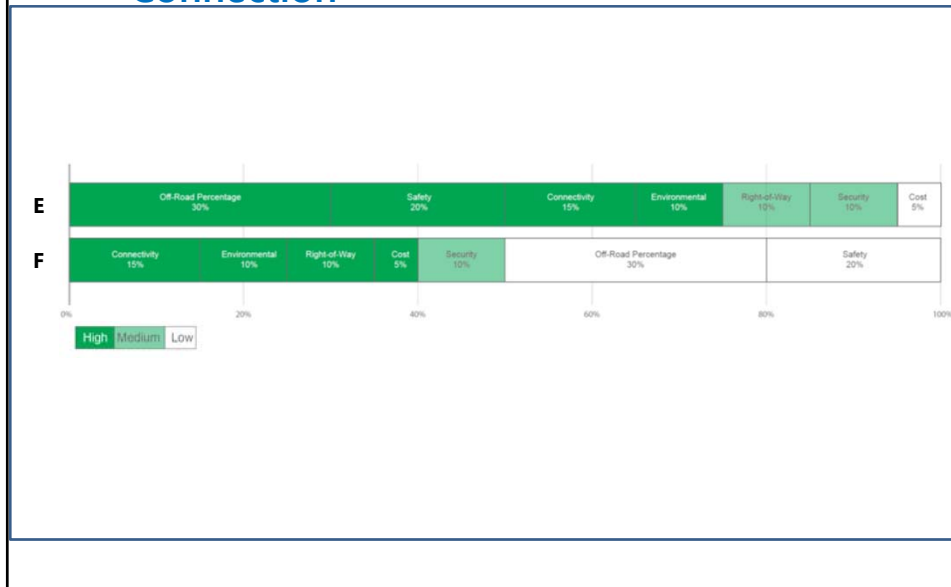 Connection
E
Off-Road Percentage
30%
Safety
20%
Connectivity
15%
Environmental
10%
Right-of-Way
10%
Security
10%
Cost
5%
F
Connectivity
15%
Environmental
10%
Right-of-Way
10%
Cost
5%
Security
10%
Off-Road Percentage
30%
Safety
20%
0% 20% 40% 60% 80% 100%
High Medium Low